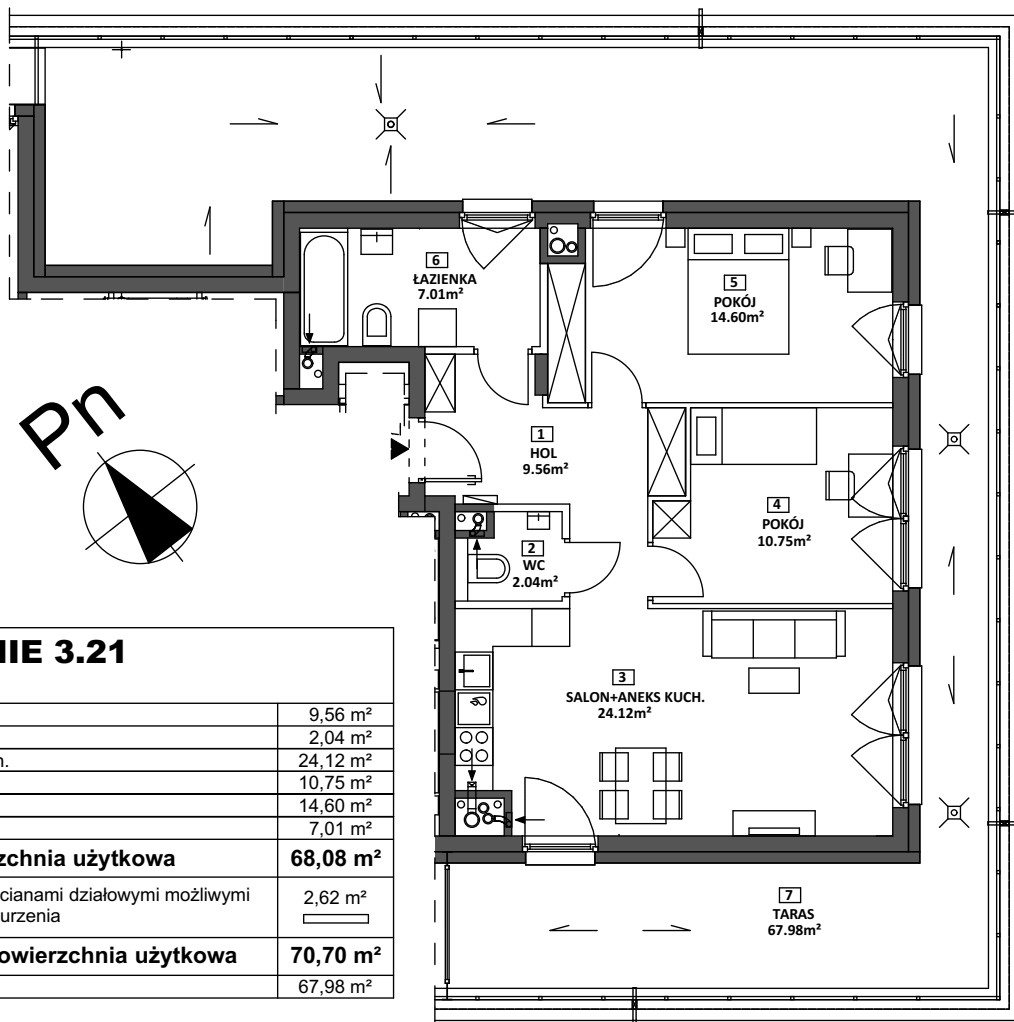 6
ŁAZIENKA
7.01m²
5
POKÓJ
14.60m²
Pn
1
HOL
9.56m²
4
POKÓJ
10.75m²
2
WC
2.04m²
3
SALON+ANEKS KUCH.
24.12m²
7
TARAS
67.98m²
NIE 3.21
9,56 m²
2,04 m²
n. 24,12 m²
10,75 m²
14,60 m²
7,01 m²
zchnia użytkowa 68,08 m²
cianami działowymi możliwymi 2,62 m²
urzenia
owierzchnia użytkowa 70,70 m²
67,98 m²